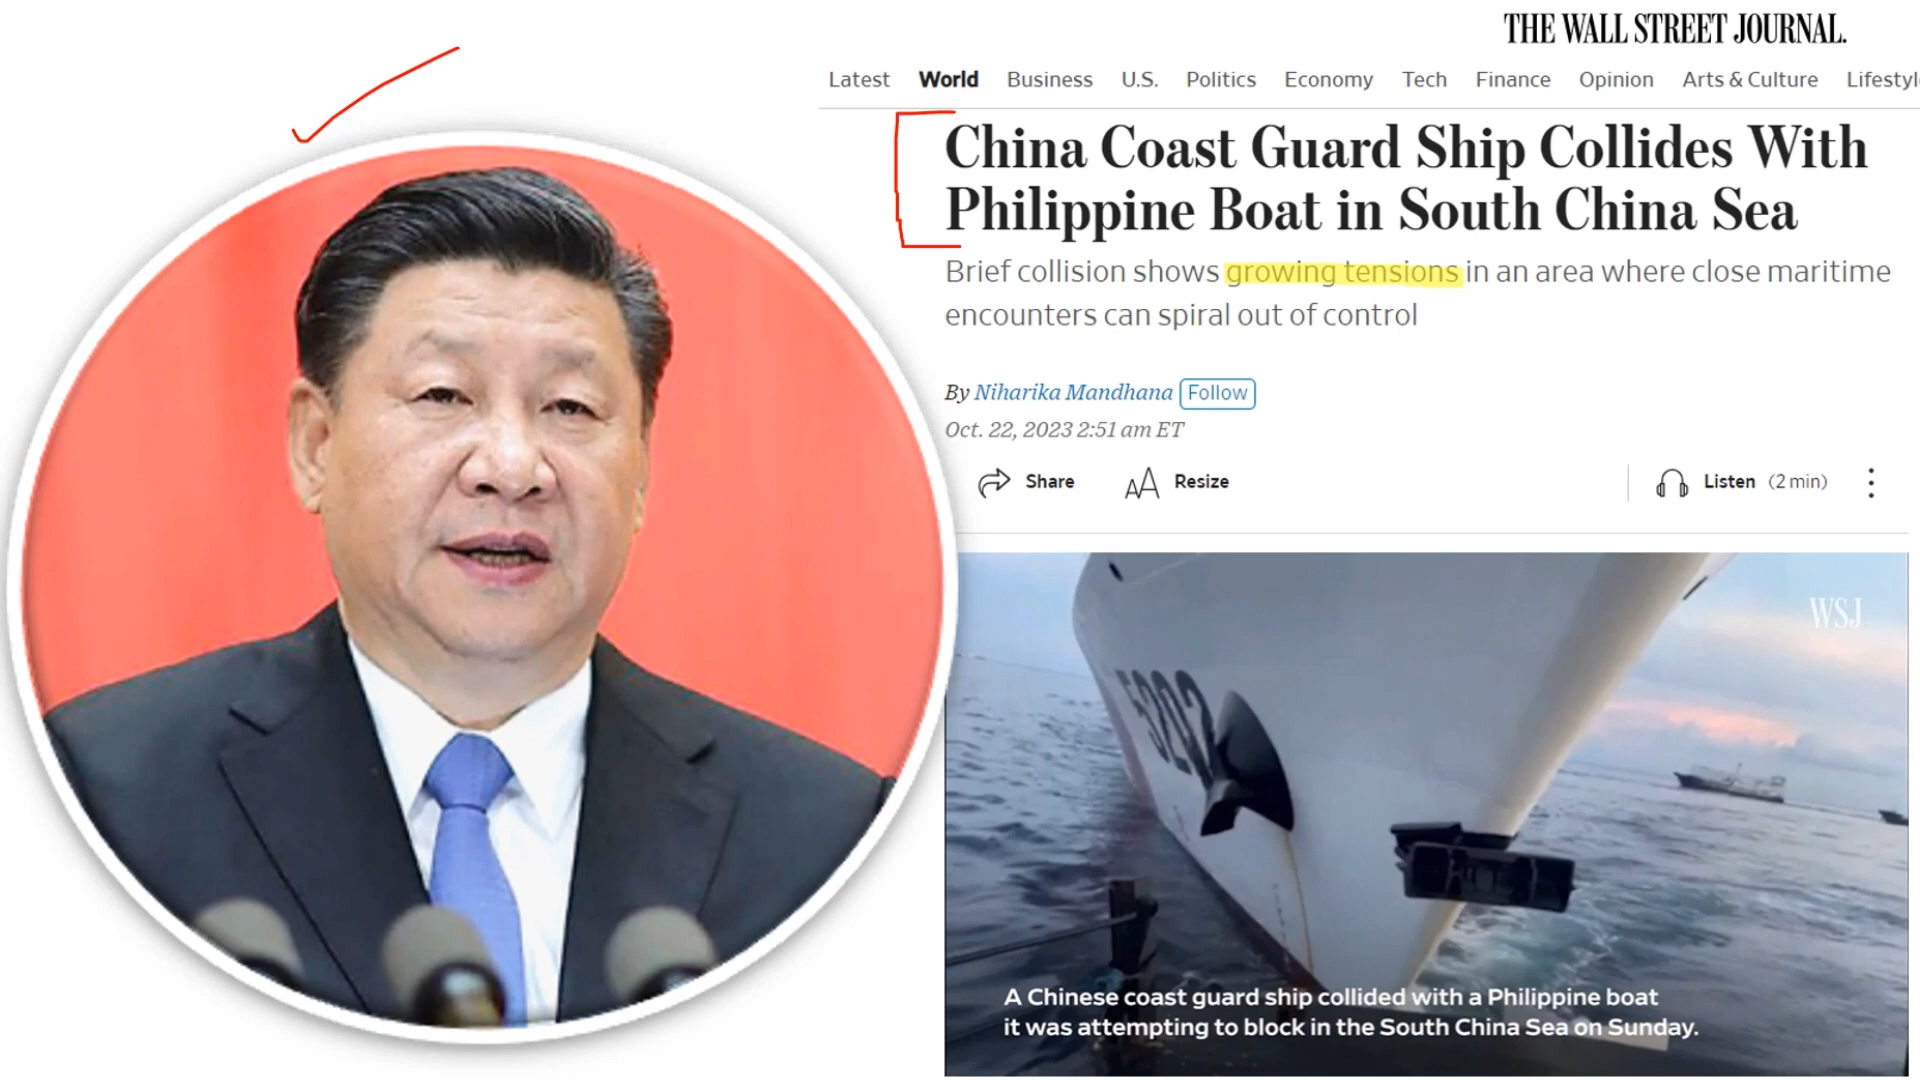 THE WALL STREET JOURNAL.
Latest World Business U.S. Politics Economy Tech Finance Opinion Arts & Culture
China Coast Guard Ship Collides With
Philippine Boat in South China Sea
Brief collision shows growing tensions in an area where close maritime
encounters can spiral out of control
By Niharika Mandhana Follow
Oct. 22, 2023 2:51 am ET
Share Resize Listen (2 min)
WSJ
5202
A Chinese coast guard ship collided with a Philippine boat
it was attempting to block in the South China Sea on Sunday.